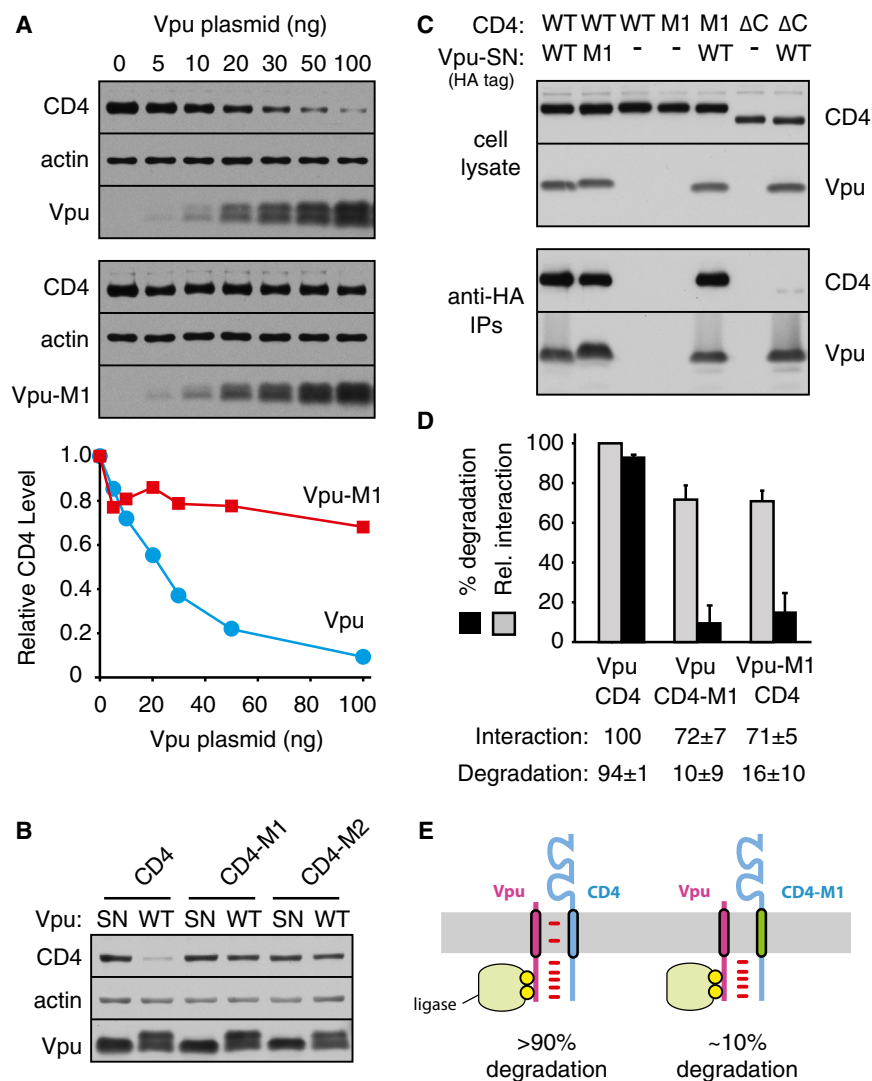 A
Vpu plasmid (ng)
0 5 10 20 30 50 100
CD4
actin
Vpu
CD4
actin
Vpu-M1
Relative CD4 Level
1.0
0.8
0.6
0.4
0.2
0
Vpu-M1
Vpu
0 20 40 60 80 100
Vpu plasmid (ng)
B
CD4 CD4-M1 CD4-M2
Vpu: SN WT SN WT SN WT
CD4
actin
Vpu
C
CD4: WT WT WT M1 M1 ΔC ΔC
Vpu-SN: WT M1 - - WT - WT
(HA tag)
cell
lysate
CD4
Vpu
anti-HA
IPs
CD4
Vpu
D
% degradation
Rel. interaction
100
80
60
40
20
0
Vpu Vpu Vpu-M1
CD4 CD4-M1 CD4
Interaction: 100 72±7 71±5
Degradation: 94±1 10±9 16±10
E
Vpu CD4 Vpu CD4-M1
ligase
>90% ~10%
degradation degradation